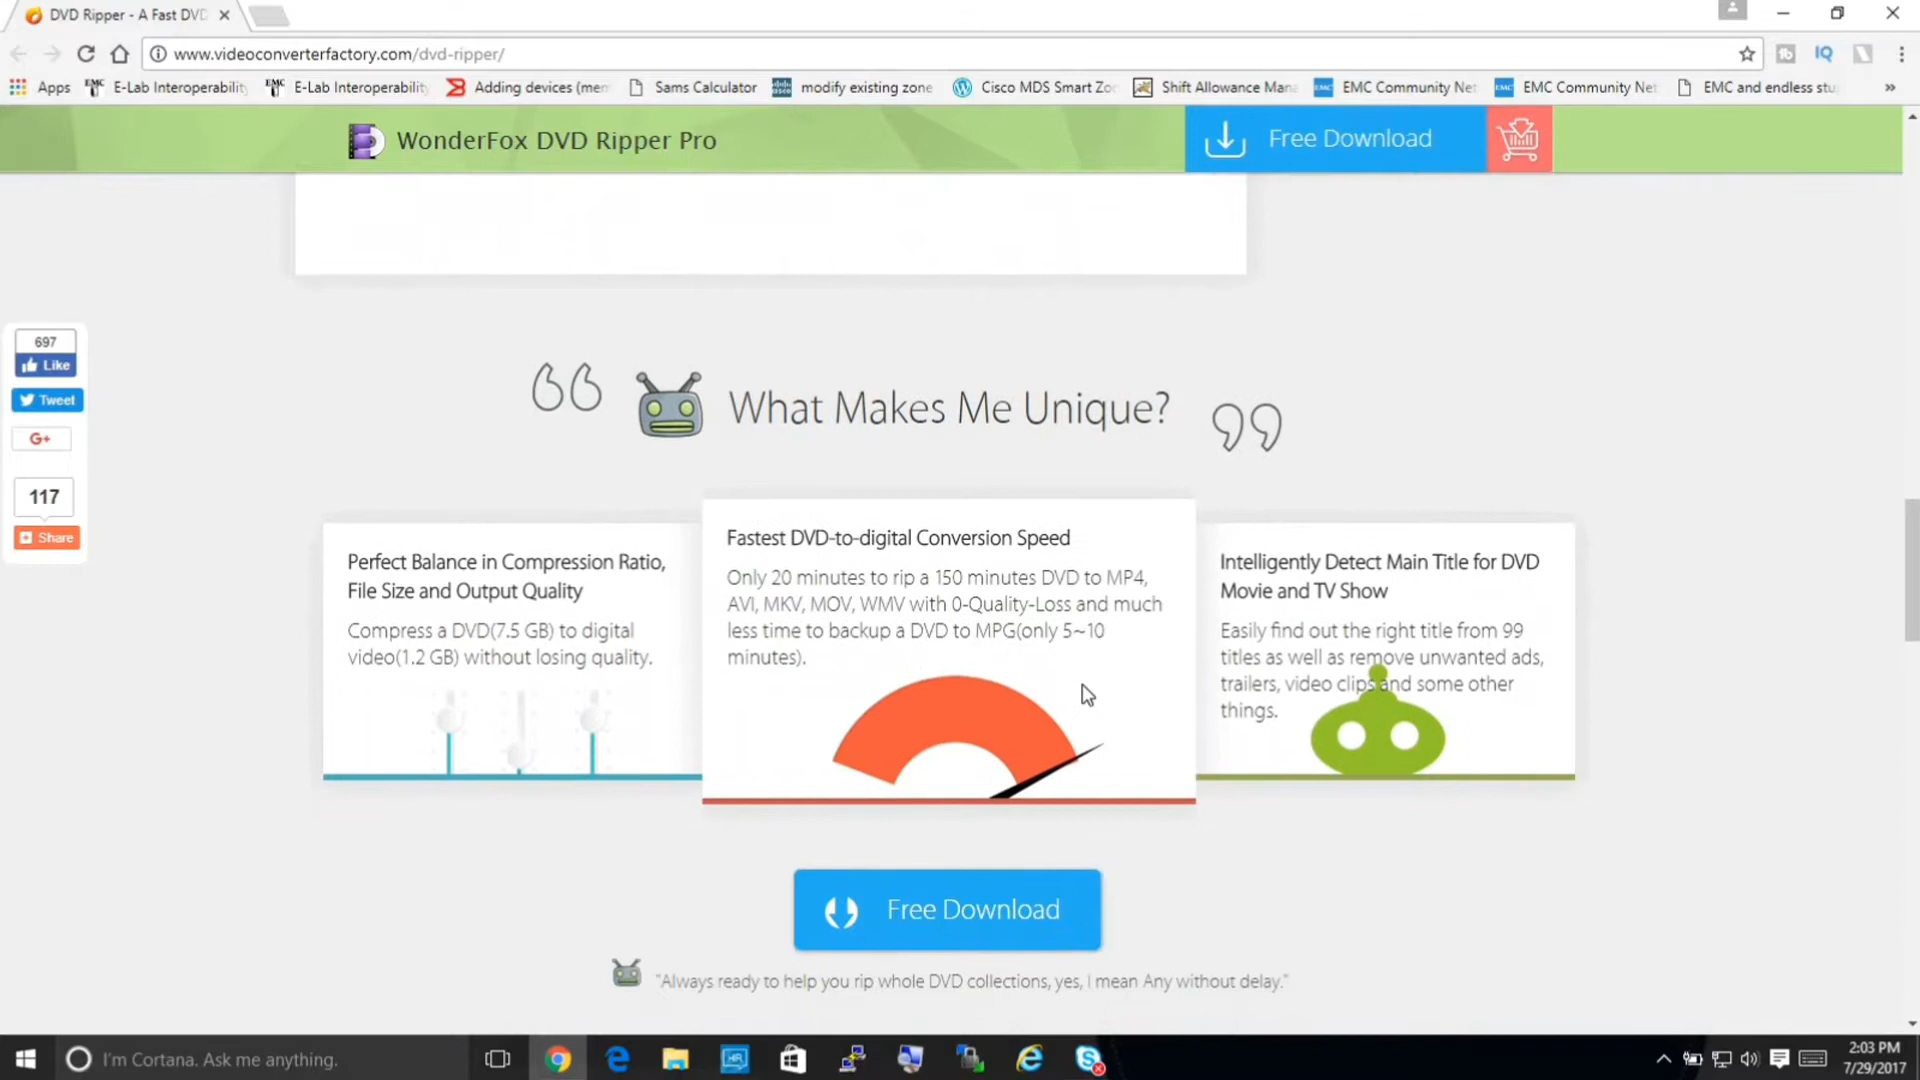 DVD Ripper - A Fast DVD
www.videoconverterfactory.com/dvd-ripper/
Apps EMC E-Lab Interoperability EMC E-Lab Interoperability Adding devices (mem Sams Calculator modify existing zone Cisco MDS Smart Zo Shift Allowance Mana EMC Community Net EMC Community Net EMC and endless stu »
WonderFox DVD Ripper Pro
Free Download
697
Like
Tweet
G+
117
Share
What Makes Me Unique?
Perfect Balance in Compression Ratio,
File Size and Output Quality
Compress a DVD(7.5 GB) to digital
video(1.2 GB) without losing quality.
Fastest DVD-to-digital Conversion Speed
Only 20 minutes to rip a 150 minutes DVD to MP4,
AVI, MKV, MOV, WMV with 0-Quality-Loss and much
less time to backup a DVD to MPG(only 5~10
minutes).
Intelligently Detect Main Title for DVD
Movie and TV Show
Easily find out the right title from 99
titles as well as remove unwanted ads,
trailers, video clips and some other
things.
Free Download
"Always ready to help you rip whole DVD collections, yes, I mean Any without delay."
I'm Cortana. Ask me anything.
2:03 PM
7/29/2017